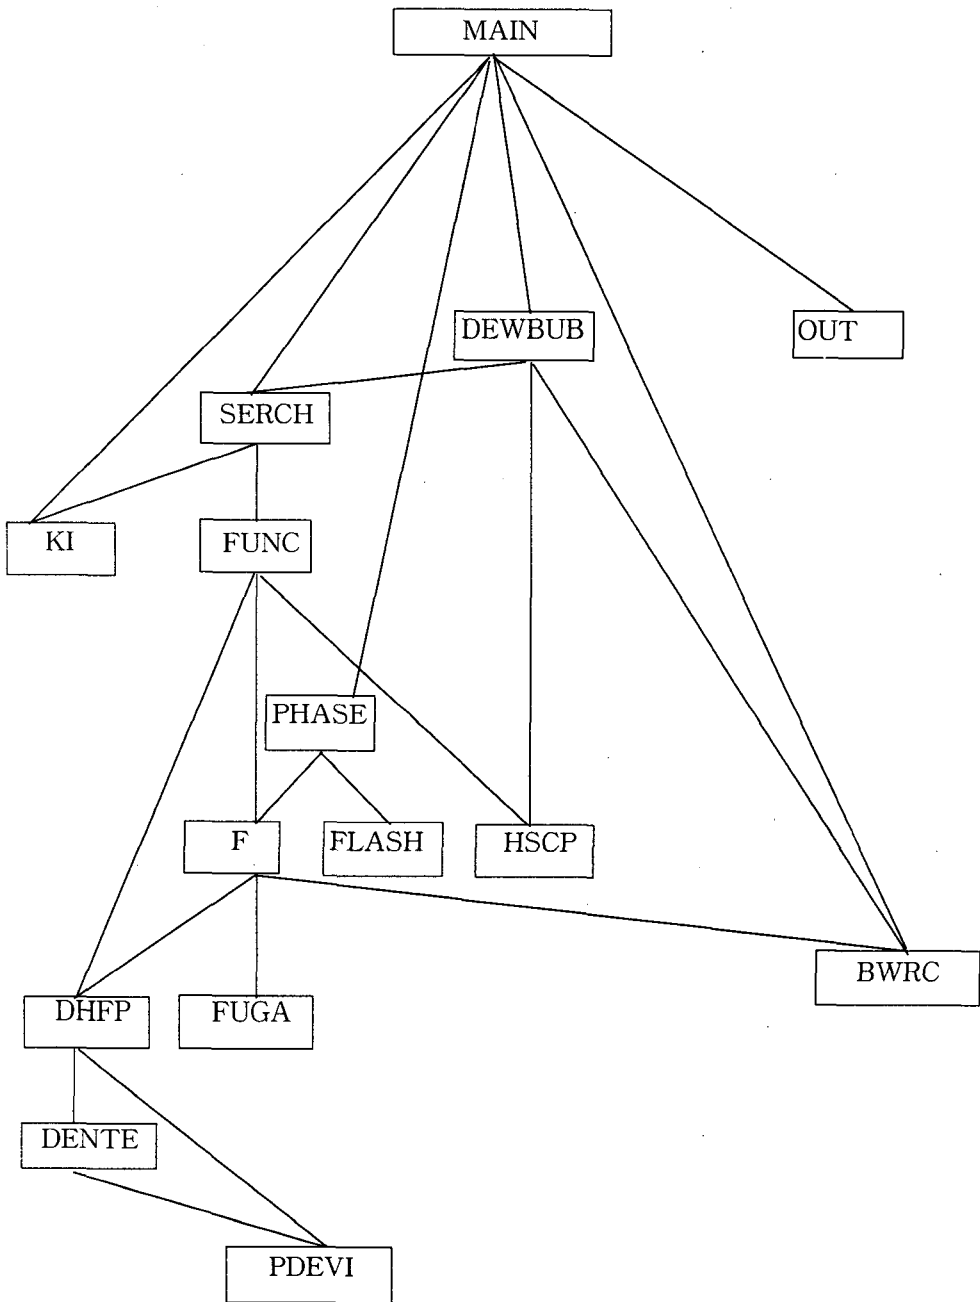 MAIN
DEWBUB
OUT
SERCH
KI
FUNC
PHASE
F
FLASH
HSCP
BWRC
DHFP
FUGA
DENTE
PDEVI